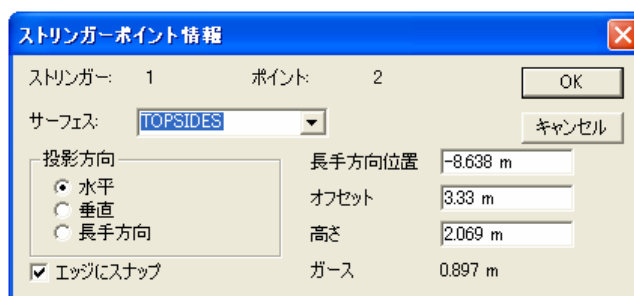 ストリンガーポイント情報
ストリンガー: 1 ポイント: 2
OK
サーフェス: TOPSIDES
キャンセル
投影方向
水平
垂直
長手方向
エッジにスナップ
長手方向位置 -8.638 m
オフセット 3.33 m
高さ 2.069 m
ガース 0.897 m